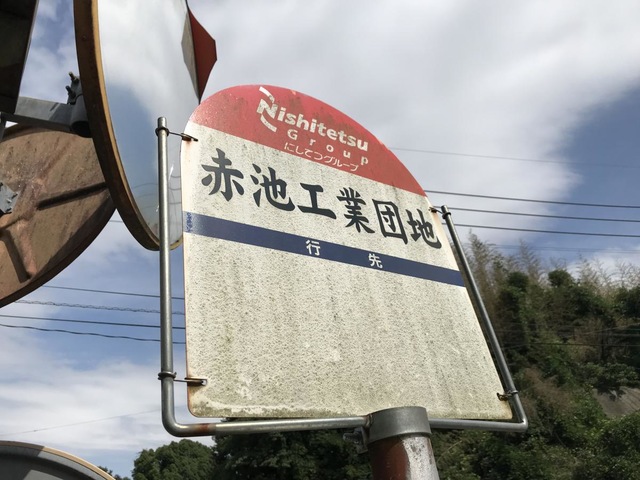 Nishitetsu
Group
にしてつグループ
赤池工業団地
行先